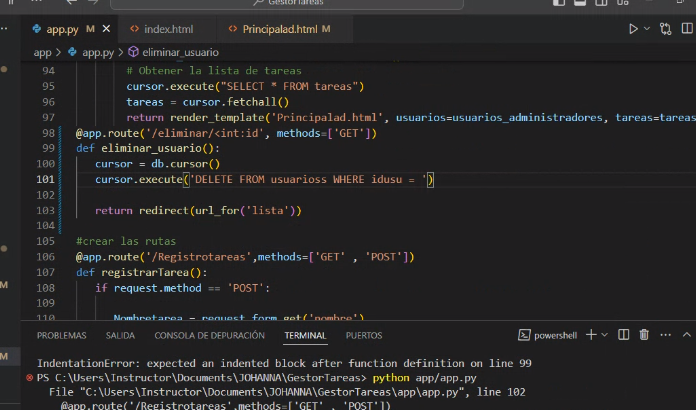 GestorTareas
app.py M × index.html Principalad.html M
app > app.py > eliminar_usuario
94 # Obtener la lista de tareas
95 cursor.execute("SELECT * FROM tareas")
96 tareas = cursor.fetchall()
97 return render_template('Principalad.html', usuarios=usuarios_administradores, tareas=tareas
98 @app.route('/eliminar/<int:id', methods=['GET'])
99 def eliminar_usuario():
100 cursor = db.cursor()
101 cursor.execute('DELETE FROM usuarioss WHERE idusu = ')
102
103 return redirect(url_for('lista'))
104
105 #crear las rutas
106 @app.route('/Registrotareas',methods=['GET' , 'POST'])
107 def registrarTarea():
108 if request.method == 'POST':
109
110 Nombretarea = request.form.get('nombre')
PROBLEMAS SALIDA CONSOLA DE DEPURACIÓN TERMINAL PUERTOS powershell
IndentationError: expected an indented block after function definition on line 99
PS C:\Users\Instructor\Documents\JOHANNA\GestorTareas> python app/app.py
File "C:\Users\Instructor\Documents\JOHANNA\GestorTareas\app\app.py", line 102
@app.route('/Registrotareas',methods=['GET' , 'POST'])
M
M